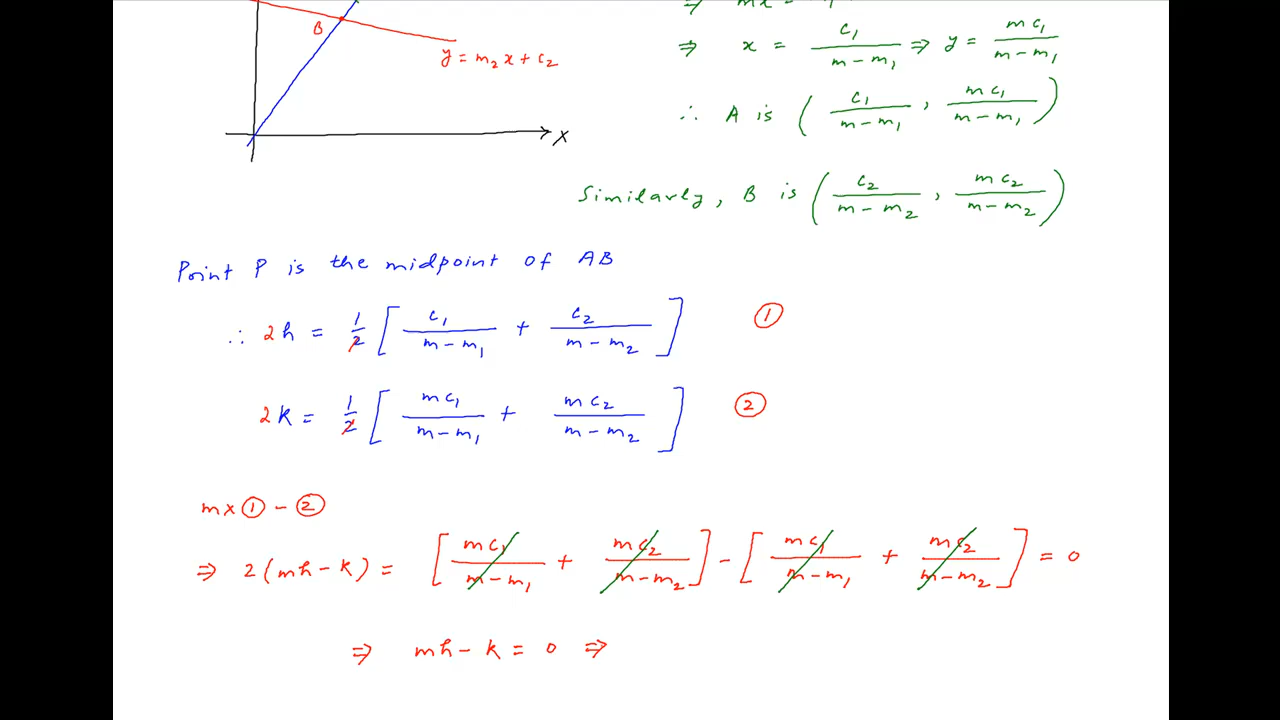 B
y = m₂x + c₂
X
⇒ x = c₁/(m − m₁) ⇒ y = mc₁/(m − m₁)
∴ A is (c₁/(m − m₁), mc₁/(m − m₁))
Similarly, B is (c₂/(m − m₂), mc₂/(m − m₂))
Point P is the midpoint of AB
∴ 2h = 1/2 [c₁/(m − m₁) + c₂/(m − m₂)] ①
2k = 1/2 [mc₁/(m − m₁) + mc₂/(m − m₂)] ②
m × ① − ②
⇒ 2(mh − k) = [mc₁/(m − m₁) + mc₂/(m − m₂)] − [mc₁/(m − m₁) + mc₂/(m − m₂)] = 0
⇒ mh − k = 0 ⇒